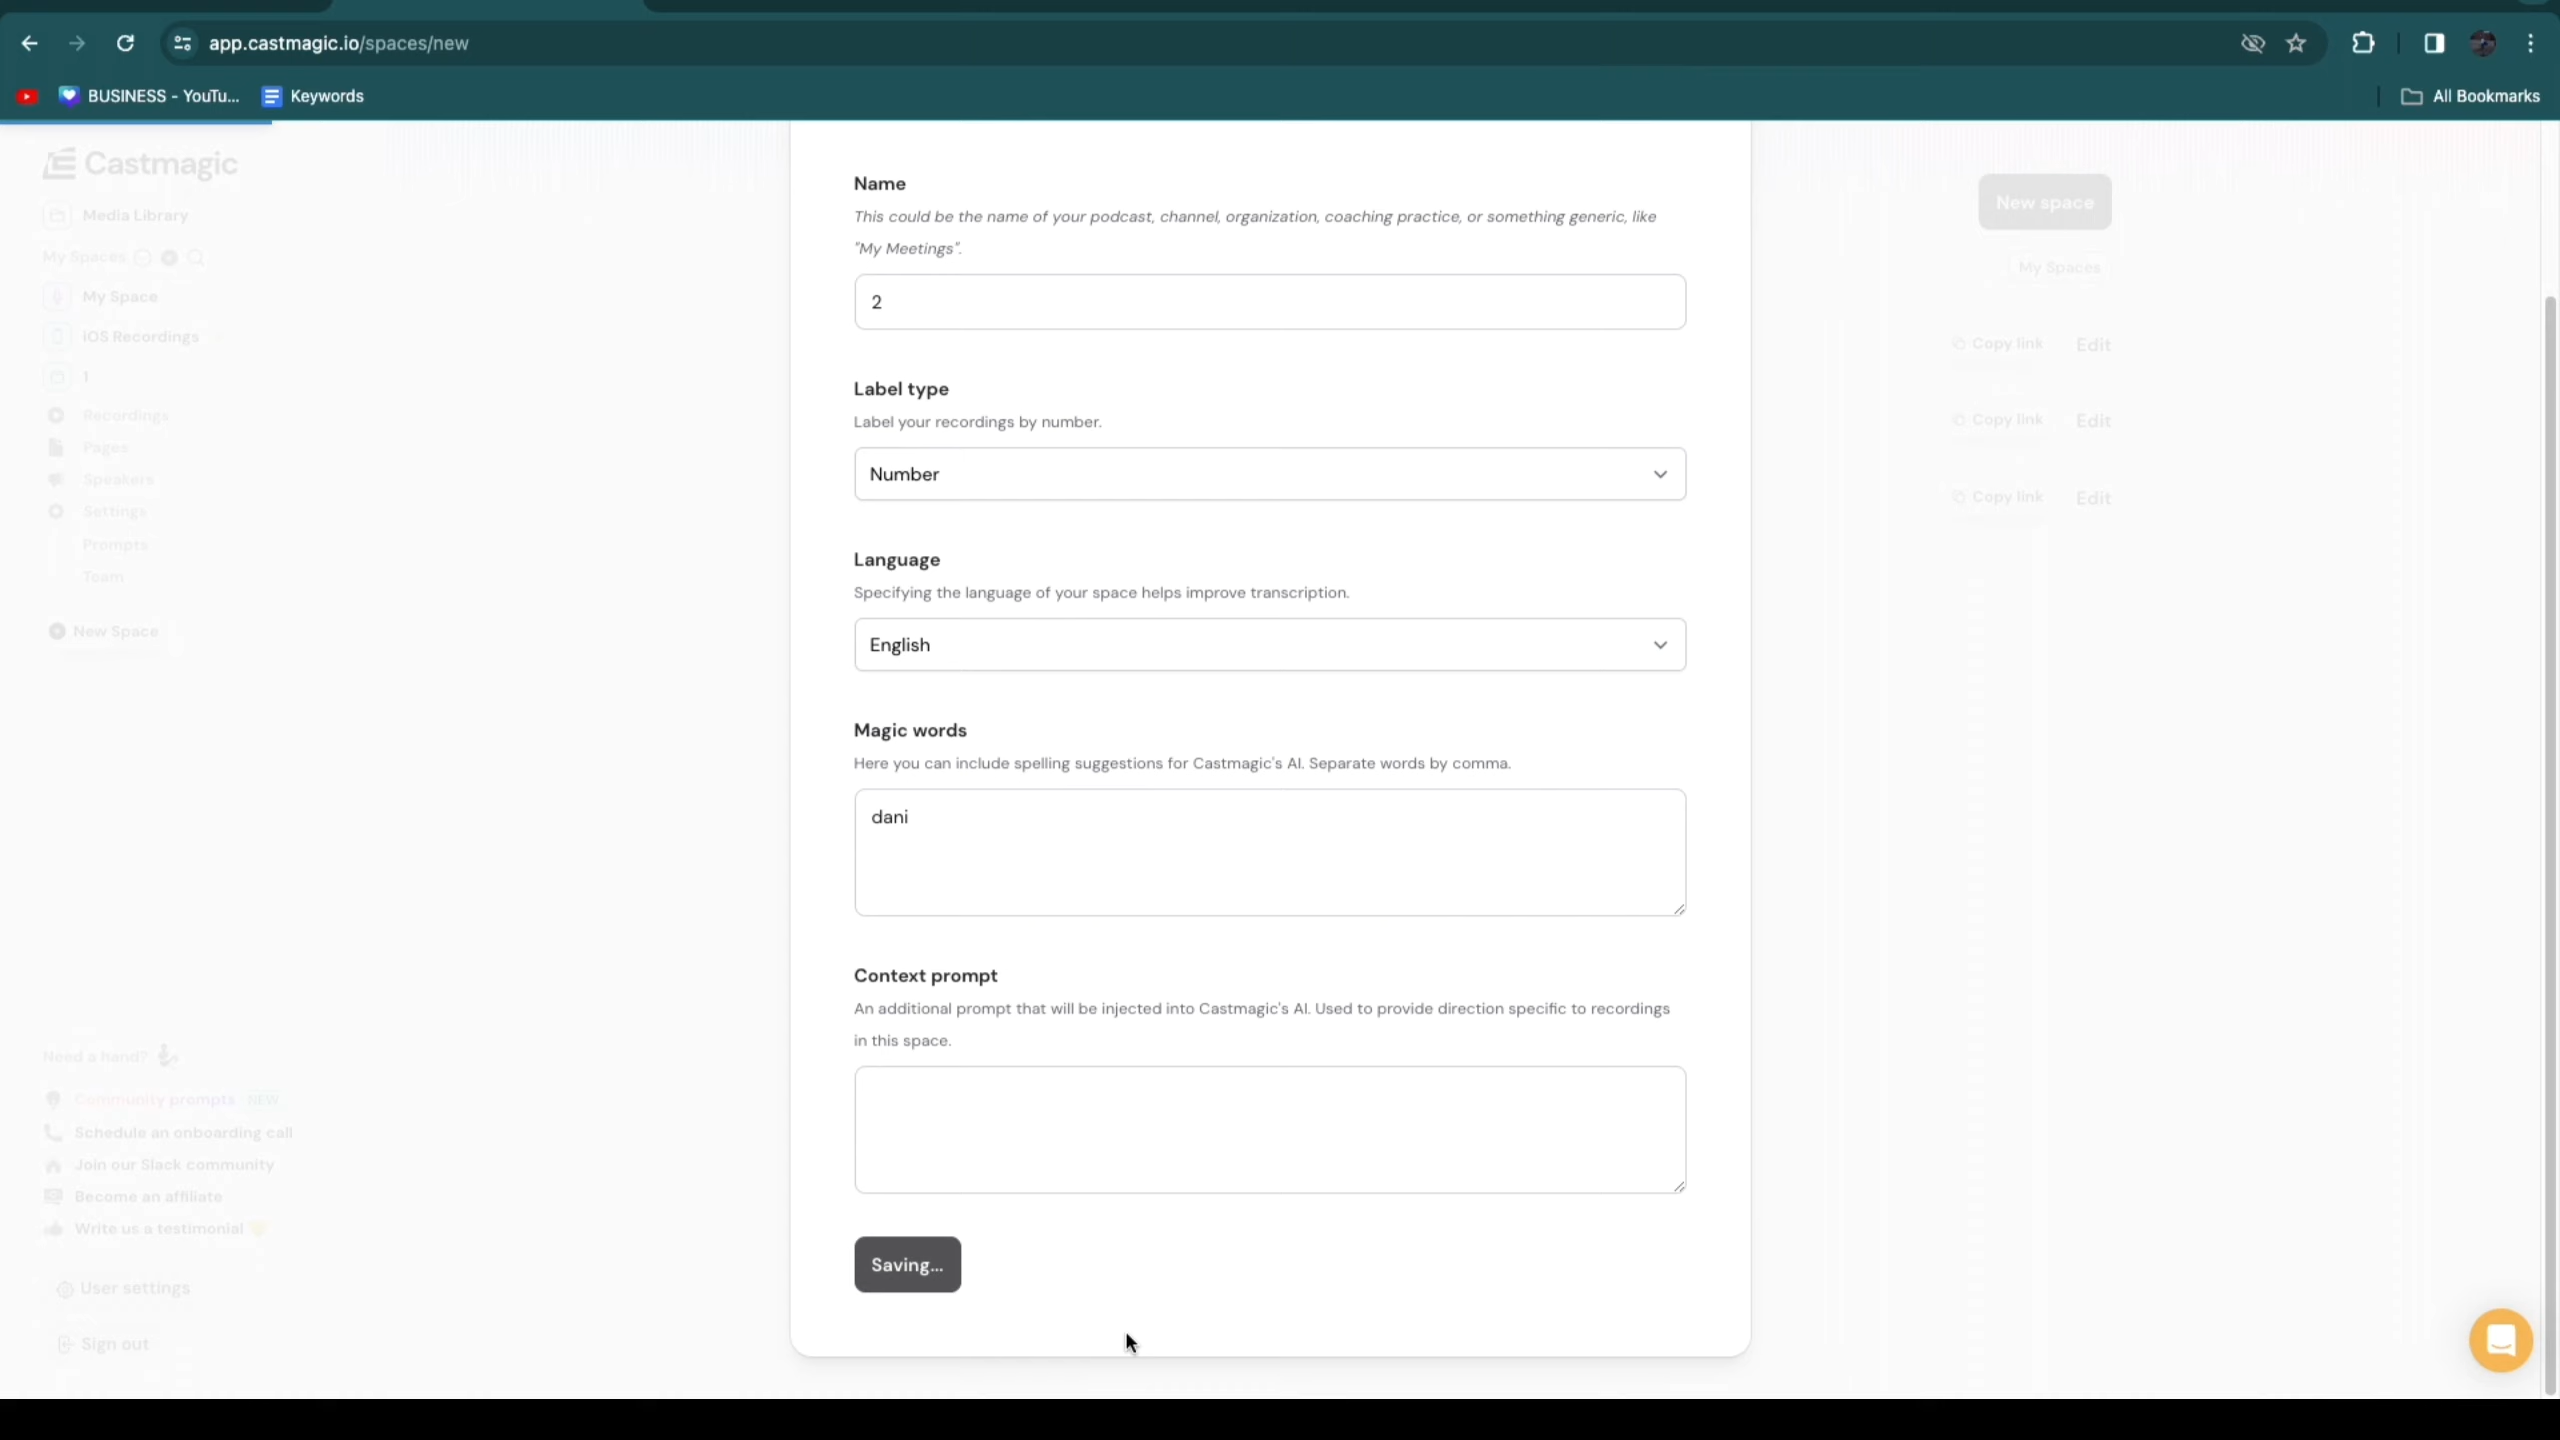 app.castmagic.io/spaces/new
BUSINESS - YouTu...
Keywords
All Bookmarks
Castmagic
Media Library
My Spaces
My Space
iOS Recordings
1
Recordings
Pages
Speakers
Settings
Prompts
Team
New Space
Need a hand?
Community prompts NEW
Schedule an onboarding call
Join our Slack community
Become an affiliate
Write us a testimonial
User settings
Sign out
Name
This could be the name of your podcast, channel, organization, coaching practice, or something generic, like
"My Meetings".
2
Label type
Label your recordings by number.
Number
Language
Specifying the language of your space helps improve transcription.
English
Magic words
Here you can include spelling suggestions for Castmagic's AI. Separate words by comma.
dani
Context prompt
An additional prompt that will be injected into Castmagic's AI. Used to provide direction specific to recordings
in this space.
Saving...
New space
My Spaces
Copy link Edit
Copy link Edit
Copy link Edit